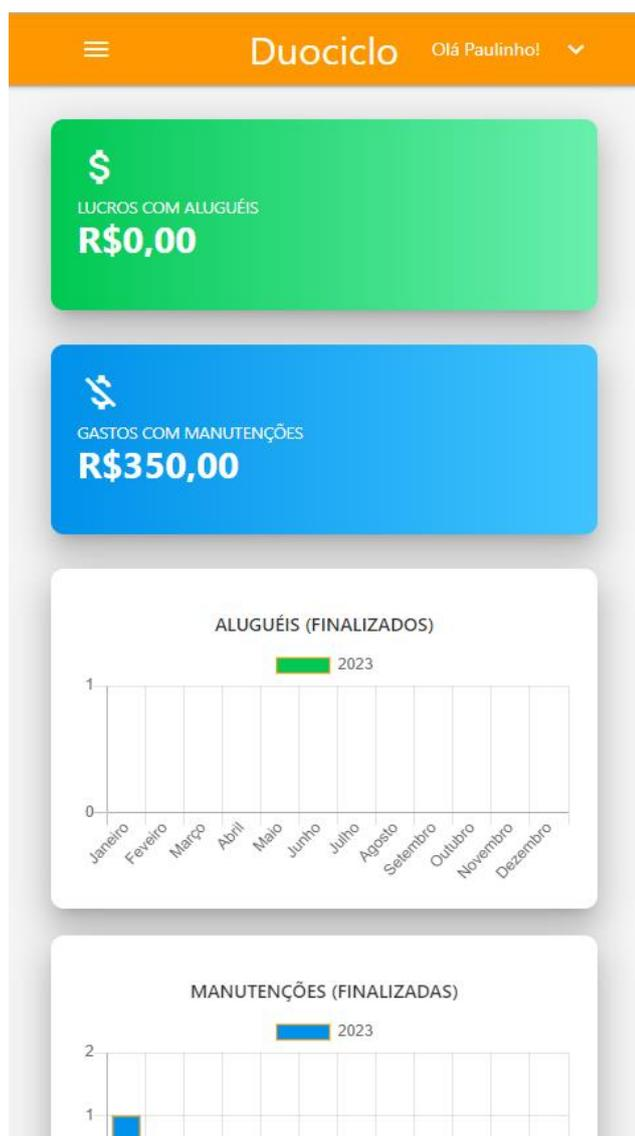 Duociclo Olá Paulinho!
LUCROS COM ALUGUÉIS
R$0,00
GASTOS COM MANUTENÇÕES
R$350,00
ALUGUÉIS (FINALIZADOS)
2023
1
0
Janeiro Feveiro Março Abril Maio Junho Julho Agosto Setembro Outubro Novembro Dezembro
MANUTENÇÕES (FINALIZADAS)
2023
2
1